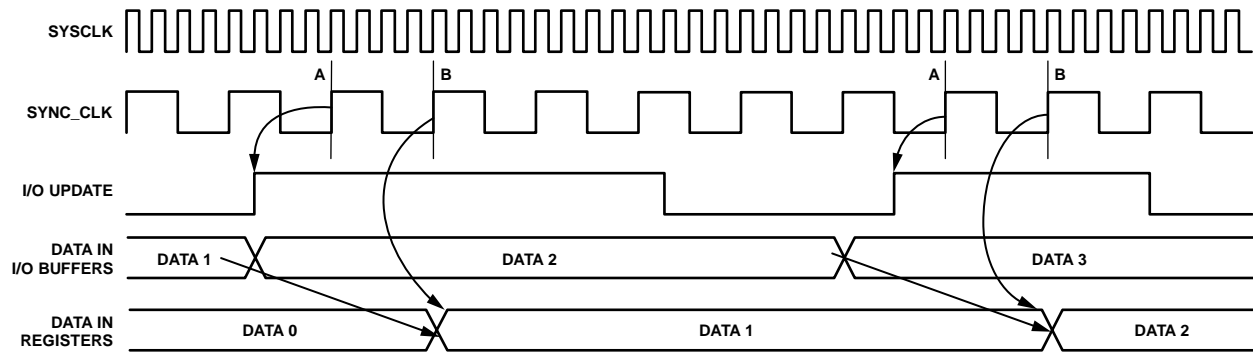 SYSCLK
A B A B
SYNC_CLK
I/O UPDATE
DATA IN
I/O BUFFERS
DATA 1 DATA 2 DATA 3
DATA IN
REGISTERS
DATA 0 DATA 1 DATA 2